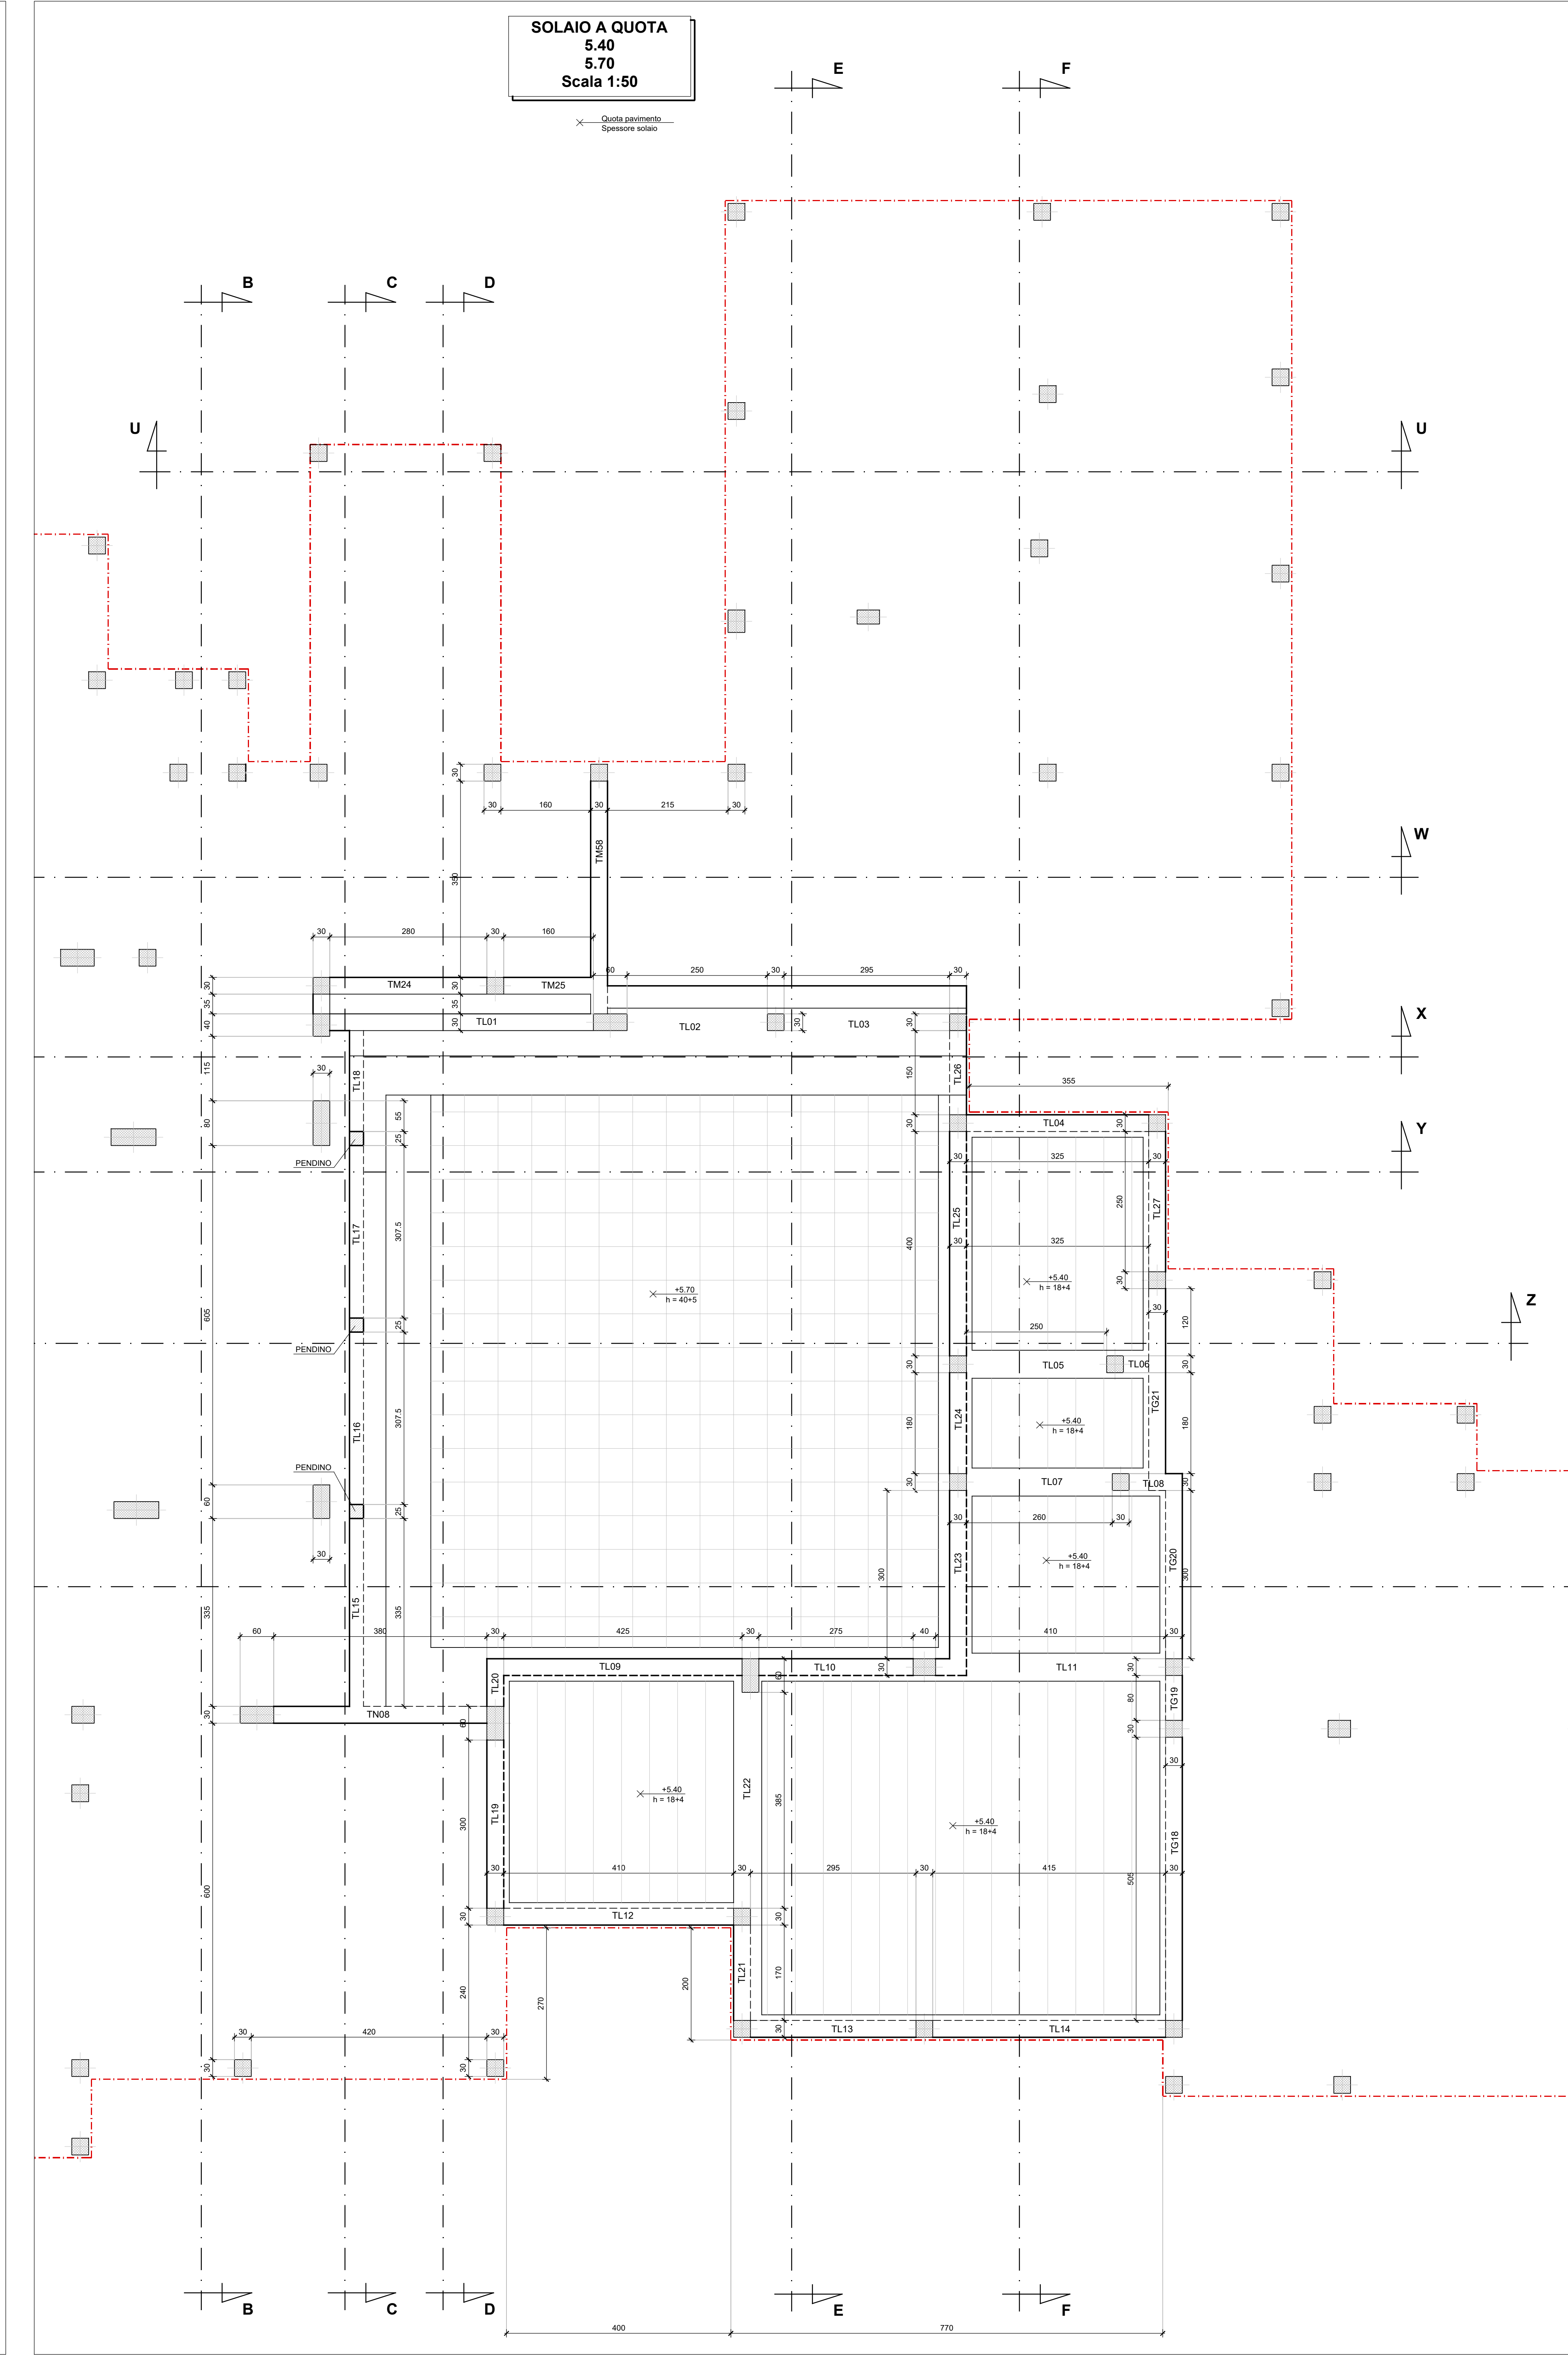 SOLAIO A QUOTA
5.40
5.70
Scala 1:50
Quota pavimento
Spessore solaio
E
F
B
C
D
U
U
30
30
160
30
215
30
TM58
350
W
30
280
30
160
60
250
30
295
30
30
35
40
TM24
TM25
30
35
30
TL01
TL02
30
TL03
30
X
115
30
TL18
150
TL26
355
80
55
25
30
TL04
30
Y
PENDINO
30
325
30
250
TL27
TL17
307.5
TL25
400
30
325
605
+5.70
h = 40+5
+5.40
h = 18+4
30
30
Z
25
250
120
PENDINO
30
TL05
TL06
30
TL16
307.5
TL24
180
+5.40
h = 18+4
TG21
180
PENDINO
60
25
30
TL07
TL08
30
30
260
30
30
300
TL23
+5.40
h = 18+4
TG20
300
335
TL15
335
60
380
30
425
30
275
40
410
30
TL09
60
TL10
30
TL11
30
TL20
80
TG19
30
TN08
60
30
30
+5.40
h = 18+4
TL22
385
+5.40
h = 18+4
TL19
300
TG18
505
30
410
30
295
30
415
30
600
30
TL12
30
TL21
170
200
240
270
30
TL13
TL14
30
420
30
30
30
B
C
D
E
F
400
770